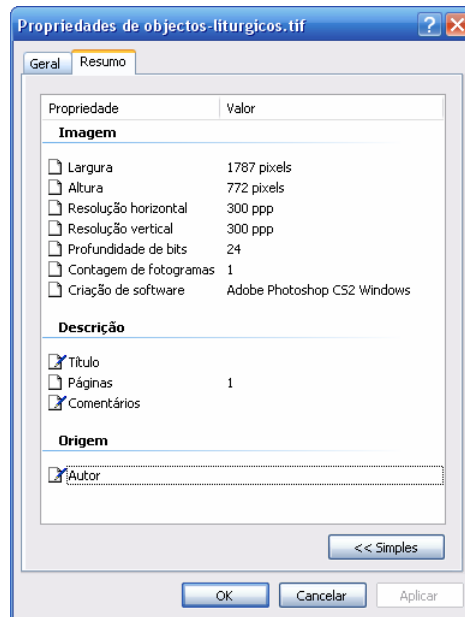 Propriedades de objectos-liturgicos.tif
Geral Resumo
Propriedade Valor
Imagem
Largura 1787 pixels
Altura 772 pixels
Resolução horizontal 300 ppp
Resolução vertical 300 ppp
Profundidade de bits 24
Contagem de fotogramas 1
Criação de software Adobe Photoshop CS2 Windows
Descrição
Título
Páginas 1
Comentários
Origem
Autor
<< Simples
OK Cancelar Aplicar